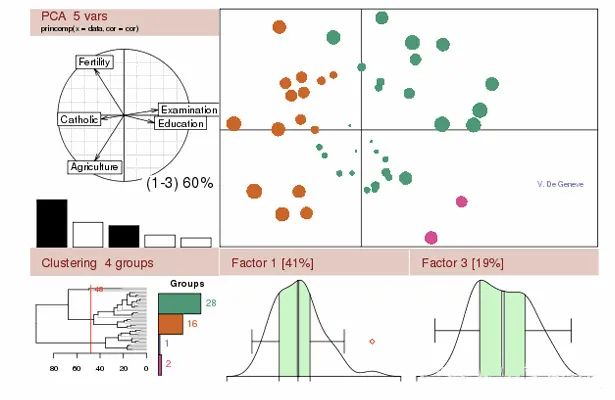 PCA 5 vars
princomp(x = data, cor = cor)
Fertility
Catholic
Examination
Education
Agriculture
(1-3) 60%
V. De Geneve
Clustering 4 groups
Factor 1 [41%]
Factor 3 [19%]
Groups
28
16
1
2
80 60 40 20 0